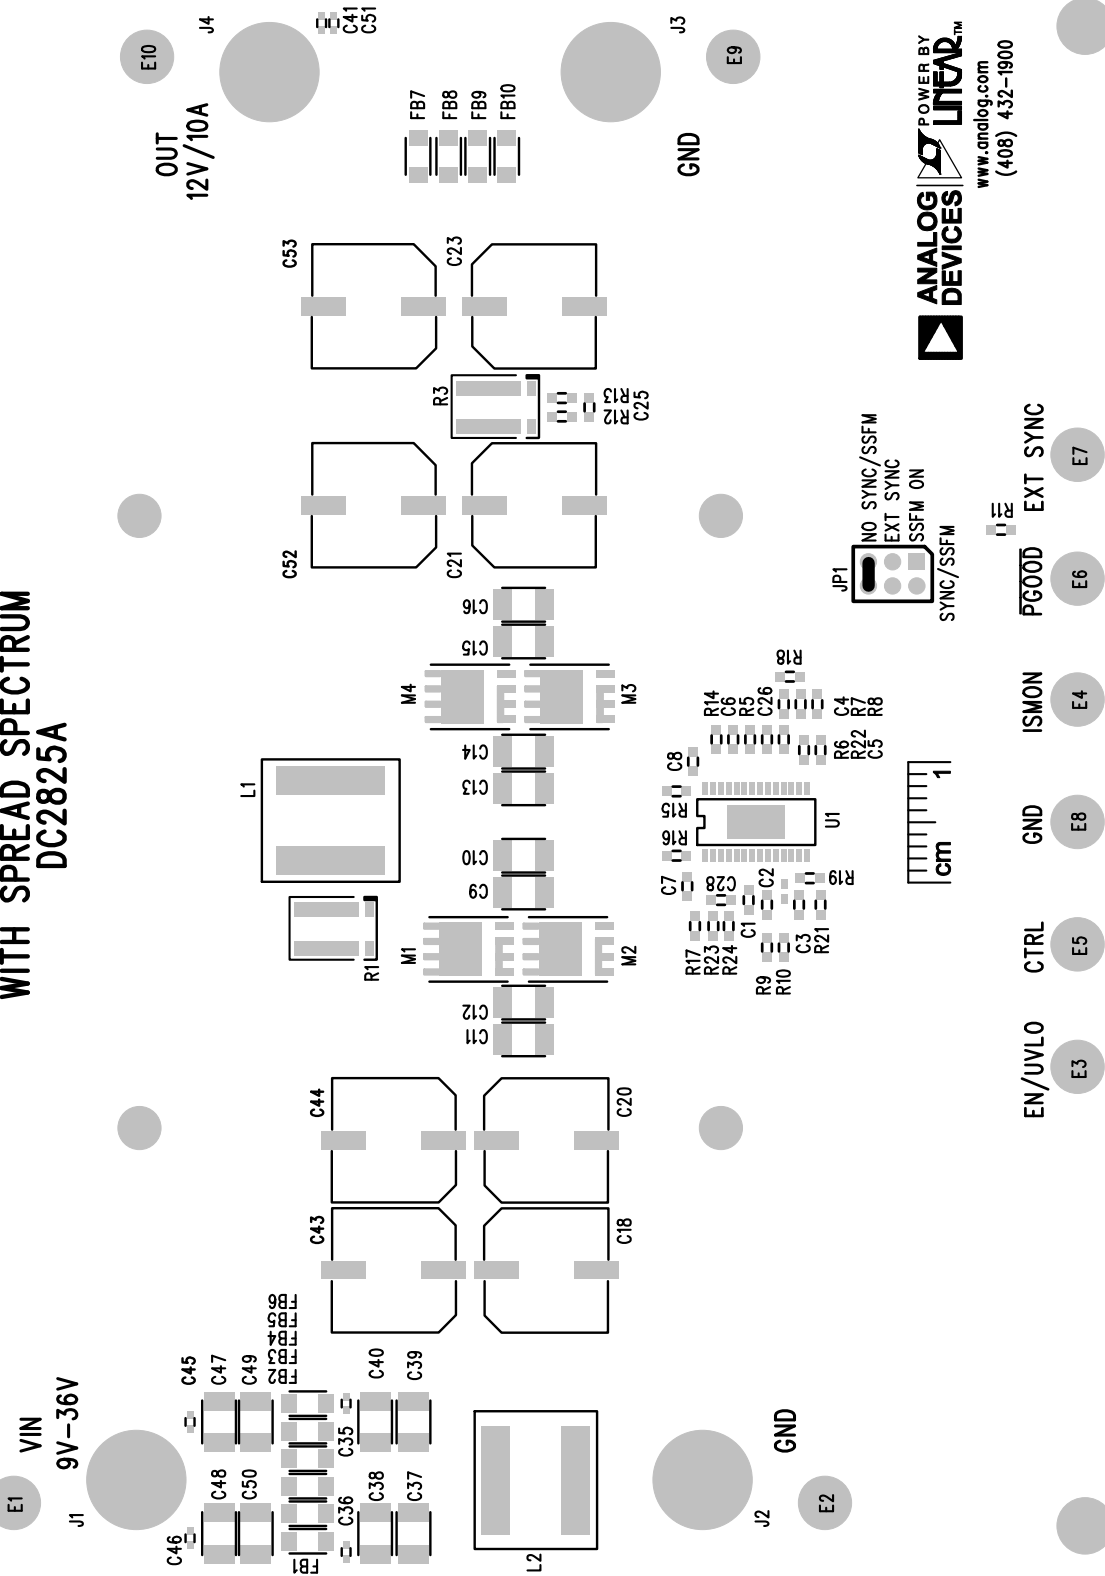 WITH SPREAD SPECTRUM
DC2825A
VIN
9V-36V
E1
J1
J2
GND
E2
C46
C48
C50
C45
C47
C49
FB2
FB3
FB4
FB5
FB6
FB1
C36
C38
C37
C35
C40
C39
L2
C43
C18
C44
C20
C11
C12
R1
M1
M2
L1
C9
C10
C13
C14
M4
M3
C15
C16
C52
C21
C53
C23
R3
R13
R12
C25
OUT
12V/10A
E10
J4
C41
C51
J3
E9
GND
FB7
FB8
FB9
FB10
C7
C28
R17
R23
R24
C1
C2
R9
R10
C3
R21
R19
R16
R15
U1
C8
R14
C6
R5
C26
R18
C4
R7
R8
R6
R22
C5
JP1
NO SYNC/SSFM
EXT SYNC
SSFM ON
SYNC/SSFM
R11
cm
1
EN/UVLO
E3
CTRL
E5
GND
E8
ISMON
E4
PGOOD
E6
EXT SYNC
E7
ANALOG
DEVICES
POWER BY
LINEAR™
www.analog.com
(408) 432-1900